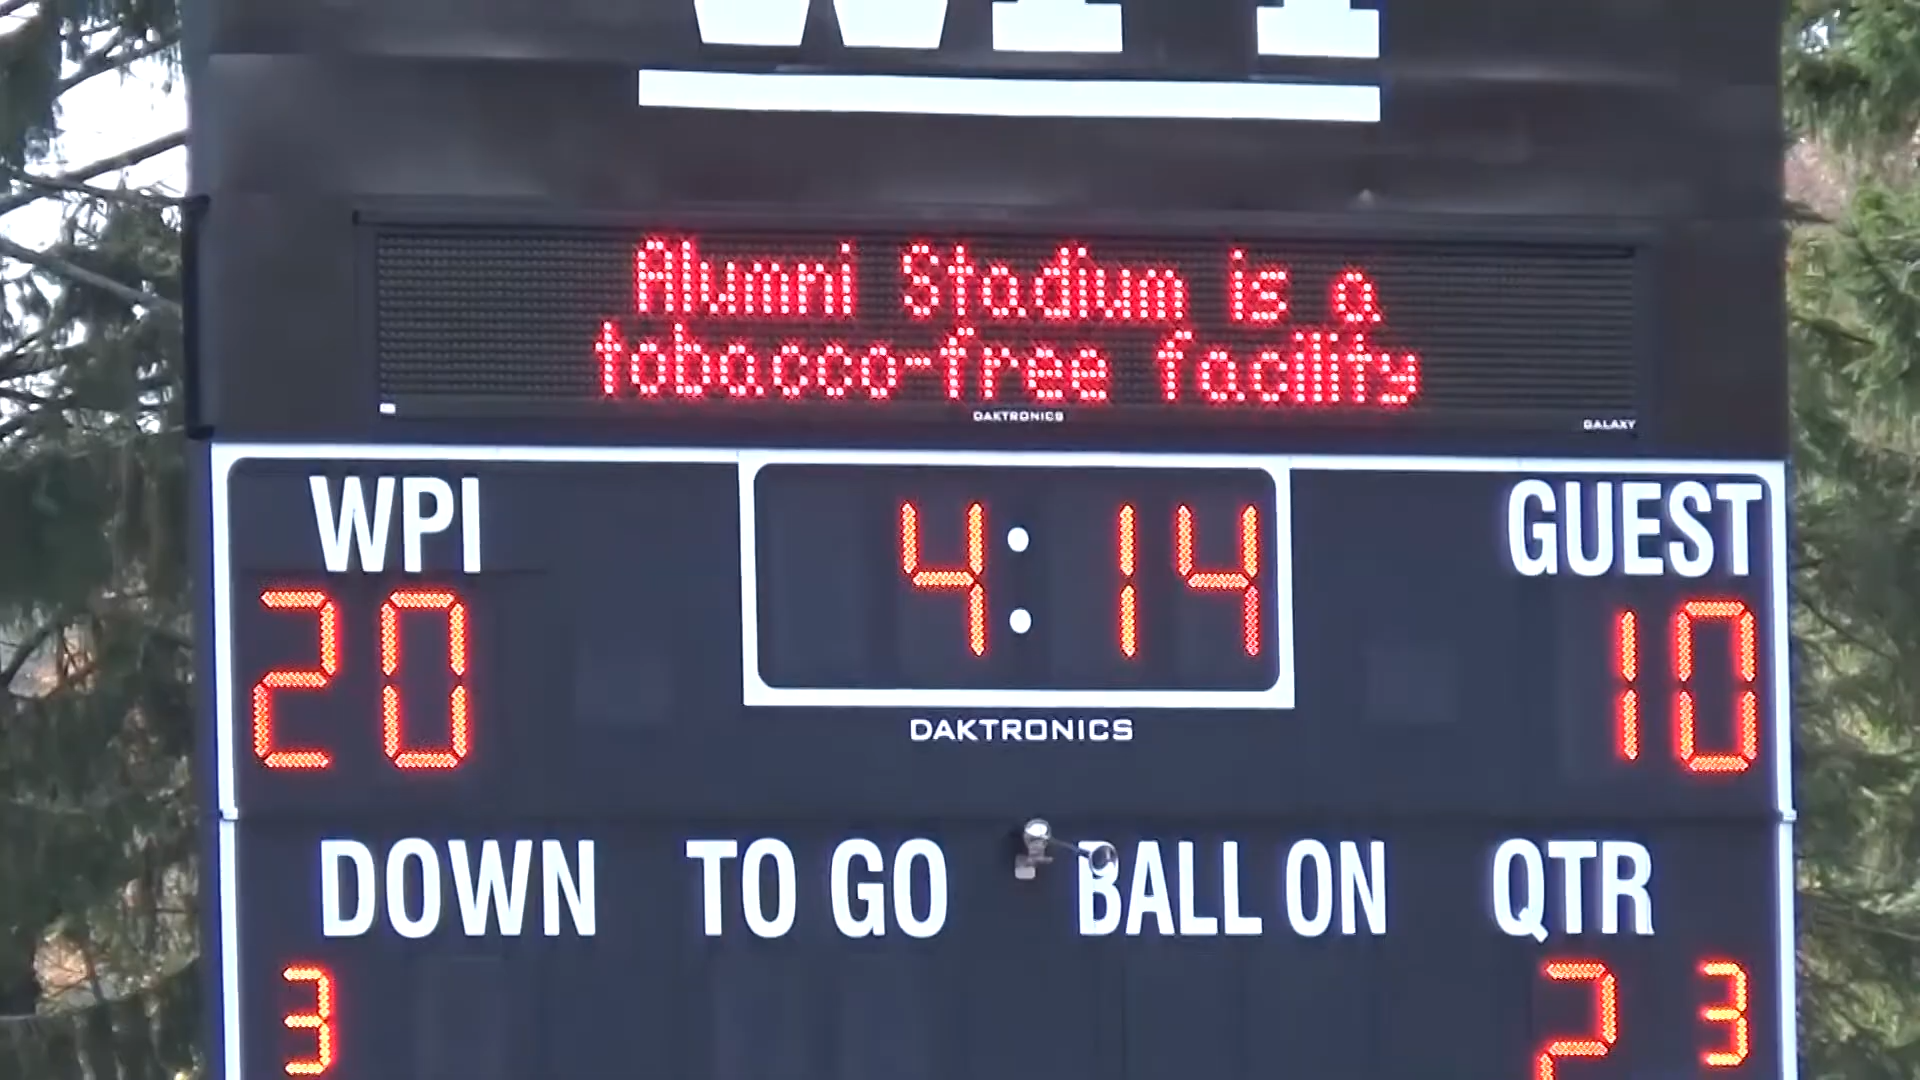 WPI
Alumni Stadium is a
tobacco-free facility
DAKTRONICS
GALAXY
WPI 4:14 GUEST
20 10
DAKTRONICS
DOWN TO GO BALL ON QTR
3 2 3